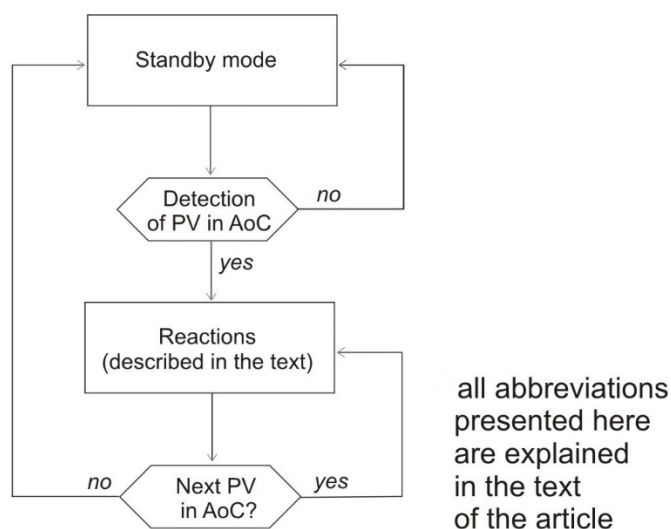 Standby mode
Detection
of PV in AoC
no
yes
Reactions
(described in the text)
no
Next PV
in AoC?
yes
all abbreviations
presented here
are explained
in the text
of the article